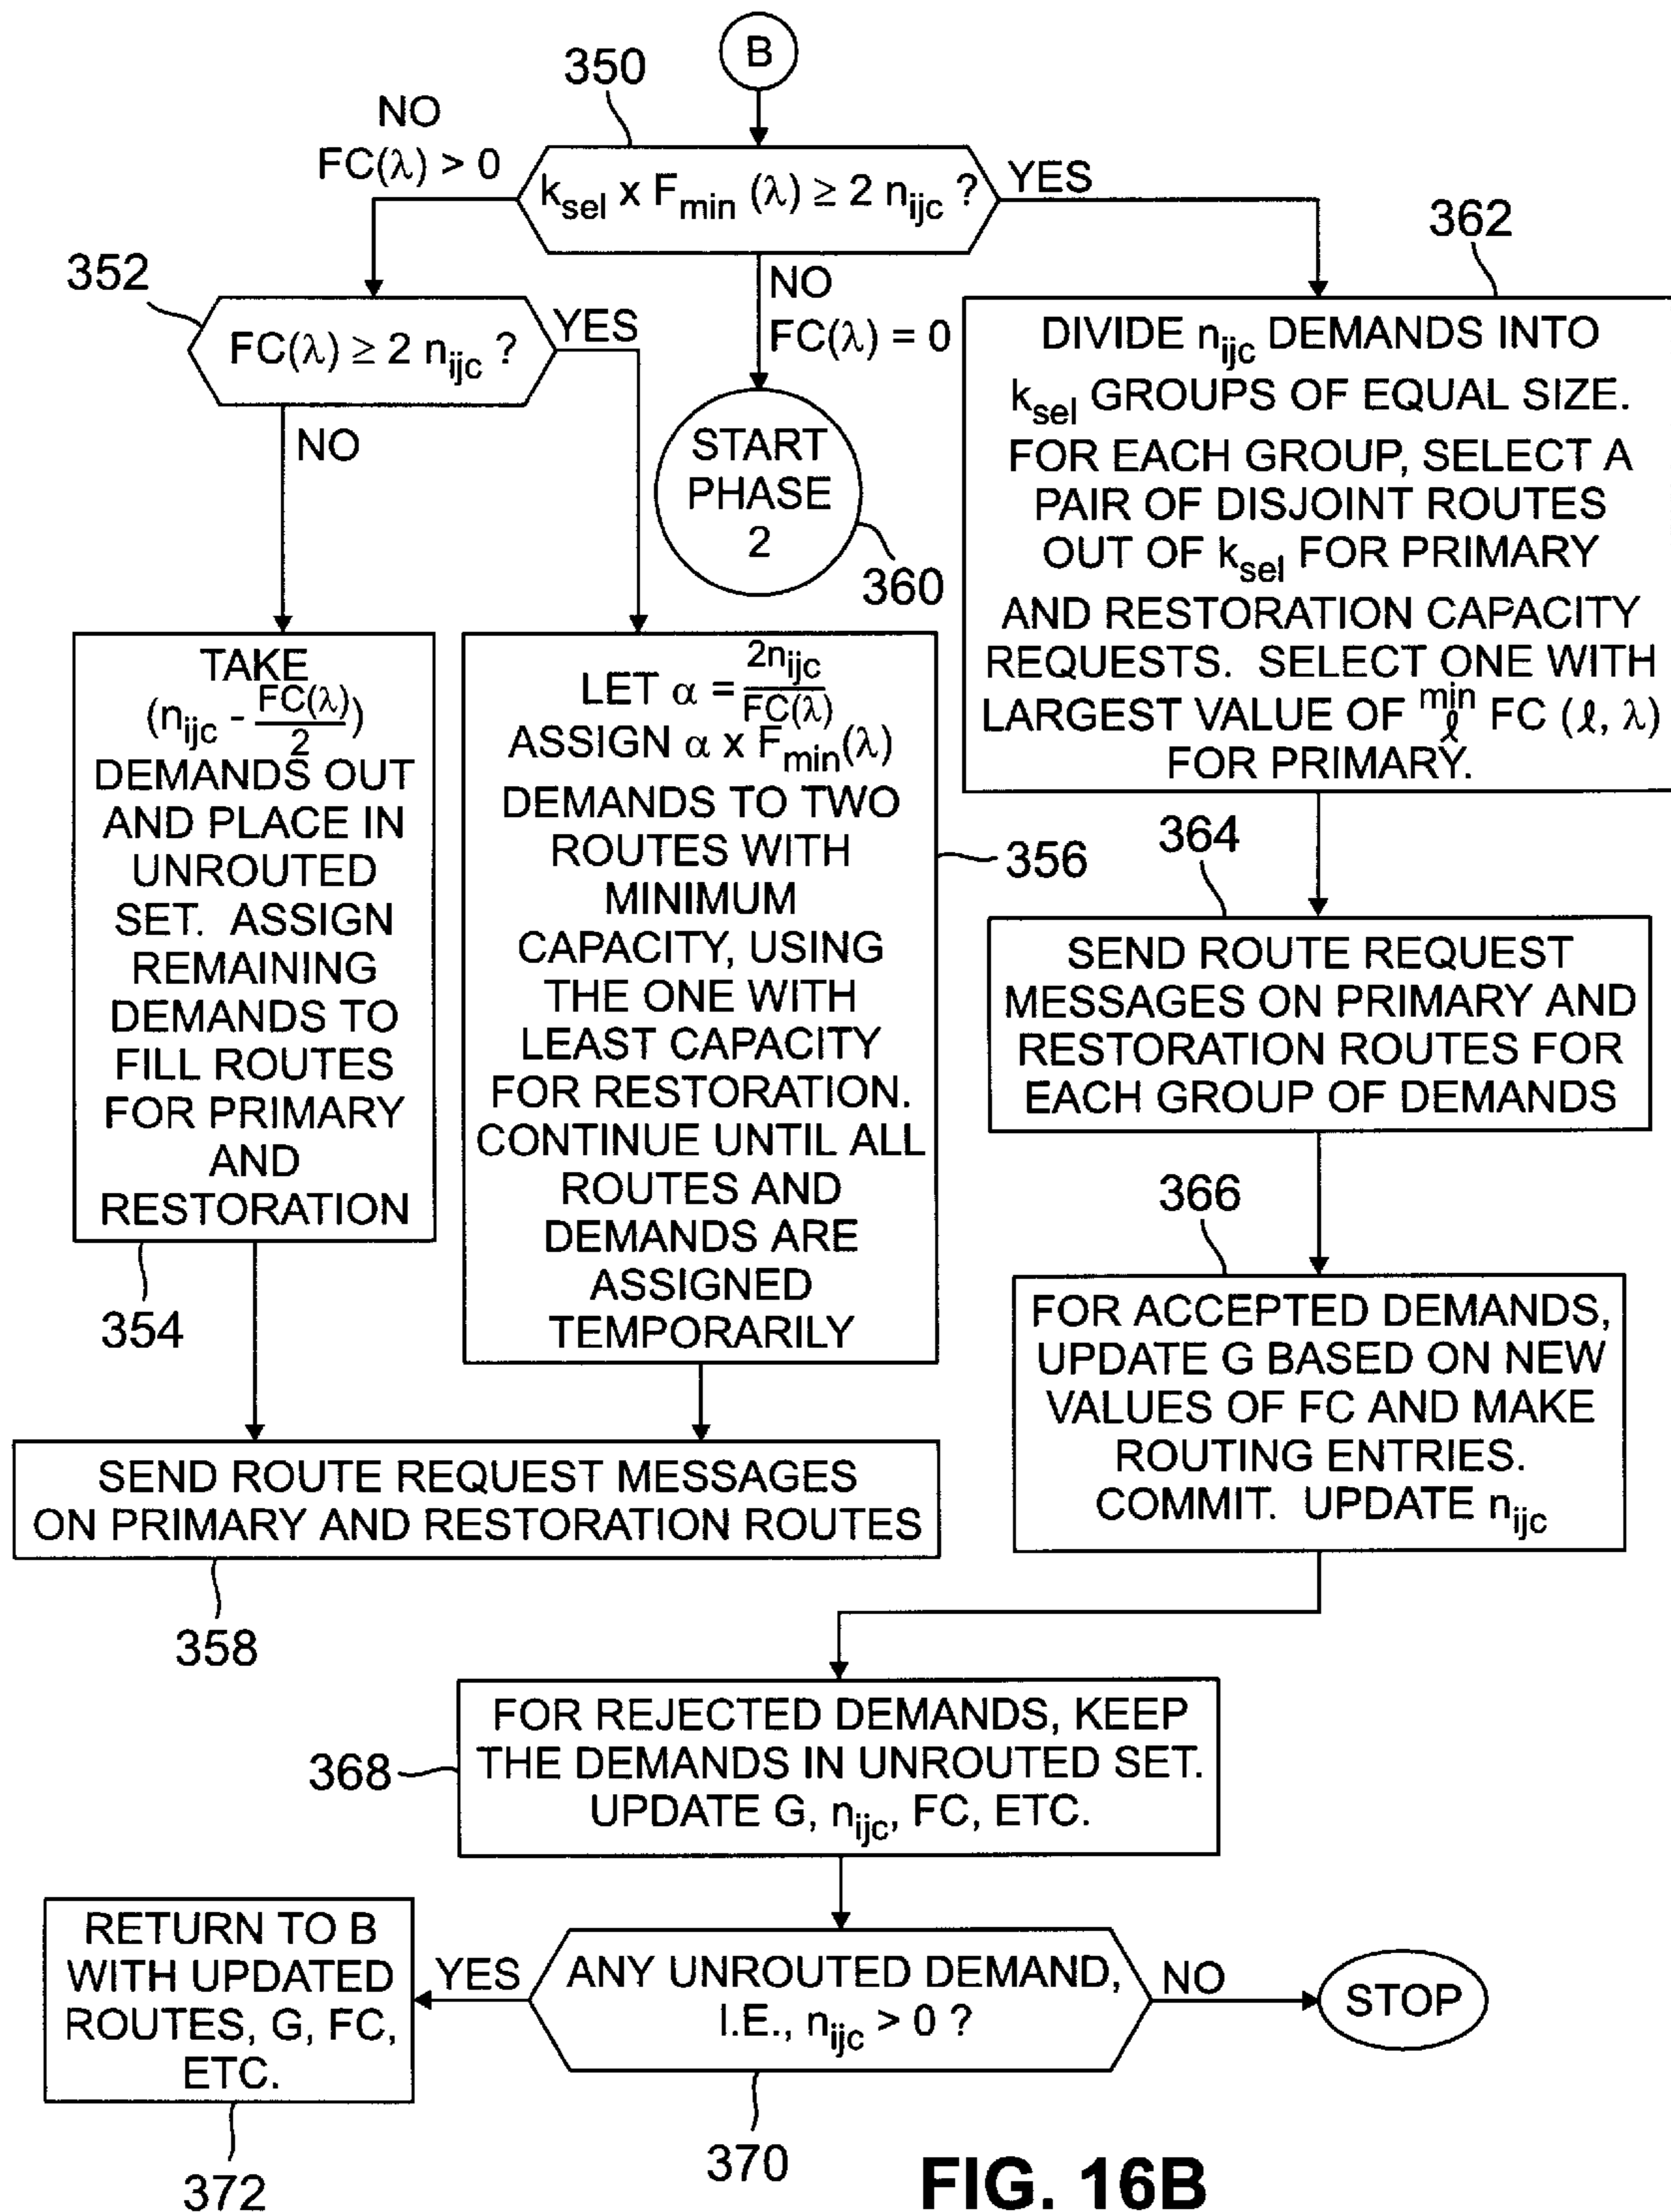 B
350
NO
FC(λ) > 0
k_sel x F_min (λ) ≥ 2 n_ijc ?
YES
352
FC(λ) ≥ 2 n_ijc ?
YES
NO
NO
FC(λ) = 0
START
PHASE
2
360
362
DIVIDE n_ijc DEMANDS INTO
k_sel GROUPS OF EQUAL SIZE.
FOR EACH GROUP, SELECT A
PAIR OF DISJOINT ROUTES
OUT OF k_sel FOR PRIMARY
AND RESTORATION CAPACITY
REQUESTS. SELECT ONE WITH
LARGEST VALUE OF min ℓ FC (ℓ, λ)
FOR PRIMARY.
TAKE
(n_ijc - FC(λ)/2)
DEMANDS OUT
AND PLACE IN
UNROUTED
SET. ASSIGN
REMAINING
DEMANDS TO
FILL ROUTES
FOR PRIMARY
AND
RESTORATION
354
LET α = 2n_ijc/FC(λ)
ASSIGN α x F_min(λ)
DEMANDS TO TWO
ROUTES WITH
MINIMUM
CAPACITY, USING
THE ONE WITH
LEAST CAPACITY
FOR RESTORATION.
CONTINUE UNTIL ALL
ROUTES AND
DEMANDS ARE
ASSIGNED
TEMPORARILY
356
364
SEND ROUTE REQUEST
MESSAGES ON PRIMARY AND
RESTORATION ROUTES FOR
EACH GROUP OF DEMANDS
366
FOR ACCEPTED DEMANDS,
UPDATE G BASED ON NEW
VALUES OF FC AND MAKE
ROUTING ENTRIES.
COMMIT. UPDATE n_ijc
SEND ROUTE REQUEST MESSAGES
ON PRIMARY AND RESTORATION ROUTES
358
368
FOR REJECTED DEMANDS, KEEP
THE DEMANDS IN UNROUTED SET.
UPDATE G, n_ijc, FC, ETC.
ANY UNROUTED DEMAND,
I.E., n_ijc > 0 ?
370
YES
NO
STOP
RETURN TO B
WITH UPDATED
ROUTES, G, FC,
ETC.
372
FIG. 16B